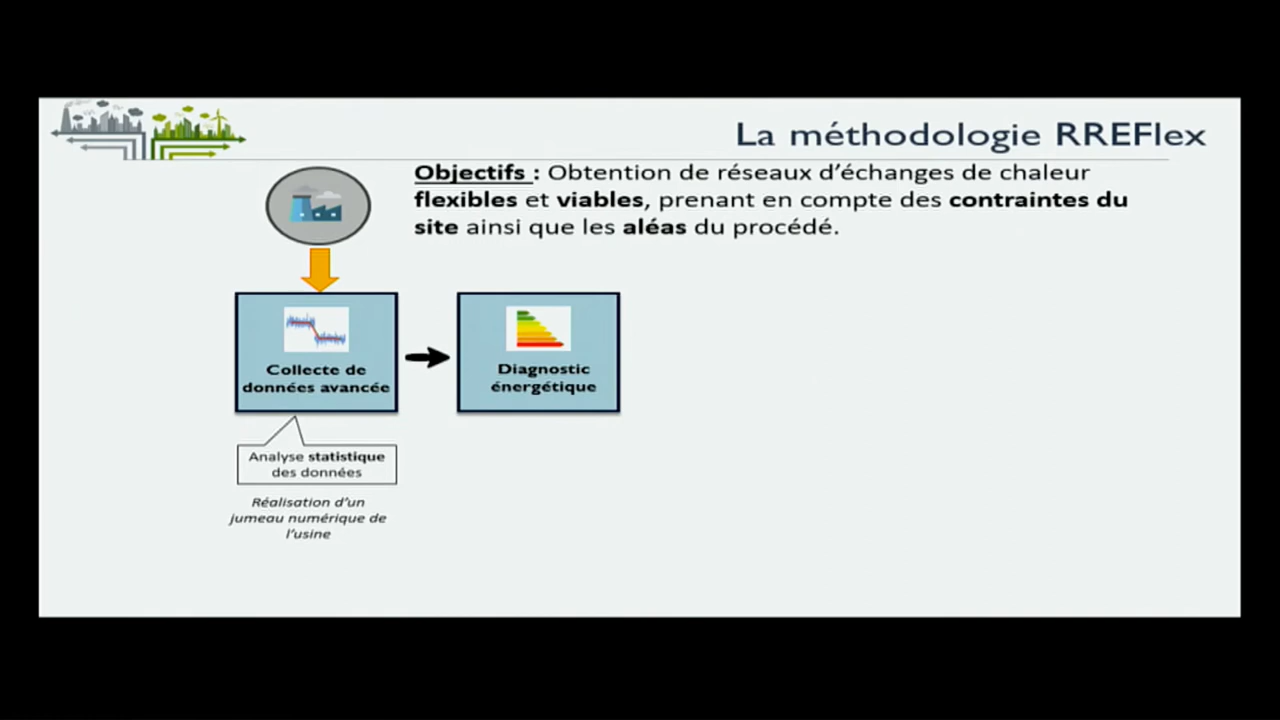 La méthodologie RREFlex
Objectifs : Obtention de réseaux d'échanges de chaleur
flexibles et viables, prenant en compte des contraintes du
site ainsi que les aléas du procédé.
Collecte de
données avancée
Diagnostic
énergétique
Analyse statistique
des données
Réalisation d'un
jumeau numérique de
l'usine